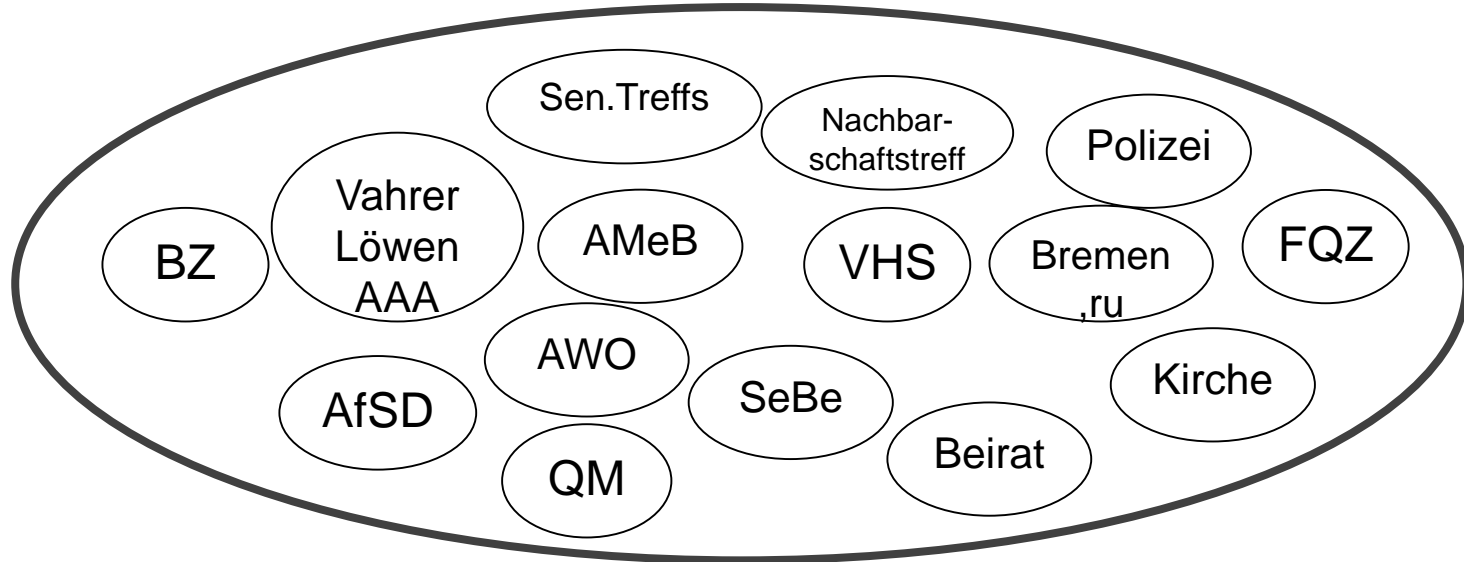 Sen.Treffs
Nachbar-
schaftstreff
Polizei
Vahrer
Löwen
AAA
BZ
AMeB
VHS
Bremen
,ru
FQZ
AWO
SeBe
Kirche
AfSD
QM
Beirat